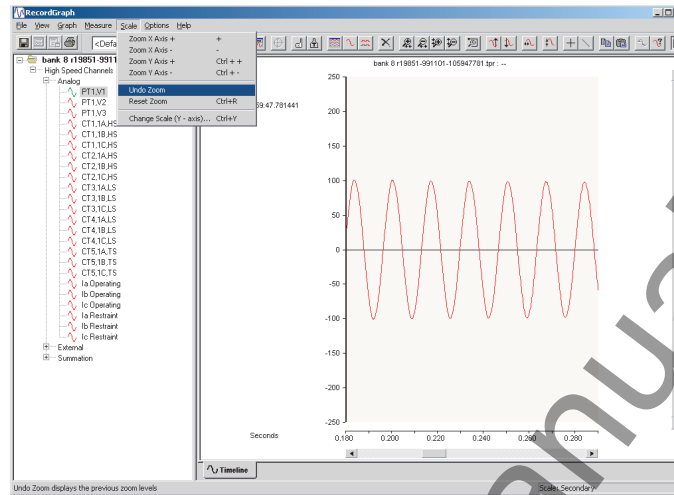 RecordGraph
File View Graph Measure Scale Options Help
Zoom X Axis + +
Zoom X Axis - -
Zoom Y Axis + Ctrl + +
Zoom Y Axis - Ctrl + -
Undo Zoom
Reset Zoom Ctrl+R
Change Scale (Y - axis)... Ctrl+Y
<Defa
bank 8 r19851-9911
High Speed Channels
Analog
PT1,V1
PT1,V2
PT1,V3
CT1,1A,HS
CT1,1B,HS
CT1,1C,HS
CT2,1A,HS
CT2,1B,HS
CT2,1C,HS
CT3,1A,LS
CT3,1B,LS
CT3,1C,LS
CT4,1A,LS
CT4,1B,LS
CT4,1C,LS
CT5,1A,TS
CT5,1B,TS
CT5,1C,TS
Ia Operating
Ib Operating
Ic Operating
Ia Restraint
Ib Restraint
Ic Restraint
External
Summation
bank 8 r19851-991101-105947781.tpr : --
59:47.781441
250
200
150
100
50
0
-50
-100
-150
-200
-250
Seconds
0.180 0.200 0.220 0.240 0.260 0.280
Timeline
Undo Zoom displays the previous zoom levels
Scale: Secondary